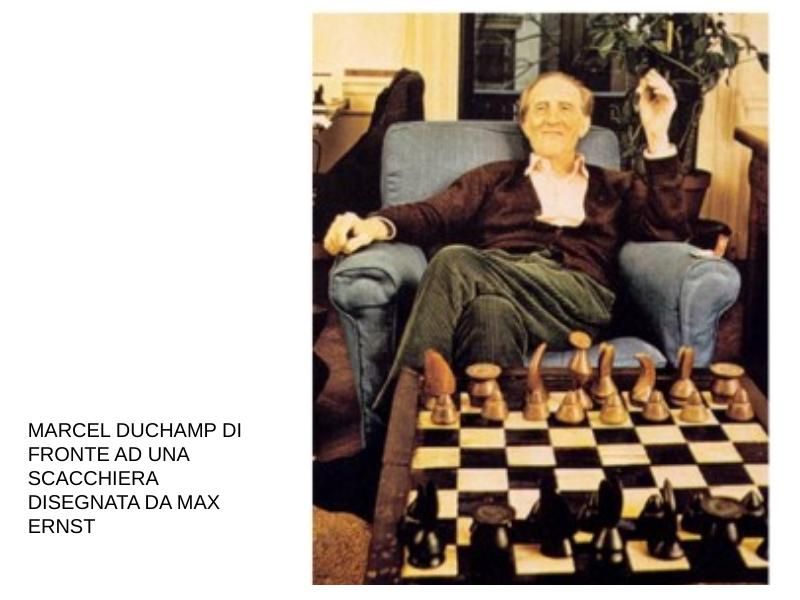 MARCEL DUCHAMP DI
FRONTE AD UNA
SCACCHIERA
DISEGNATA DA MAX
ERNST